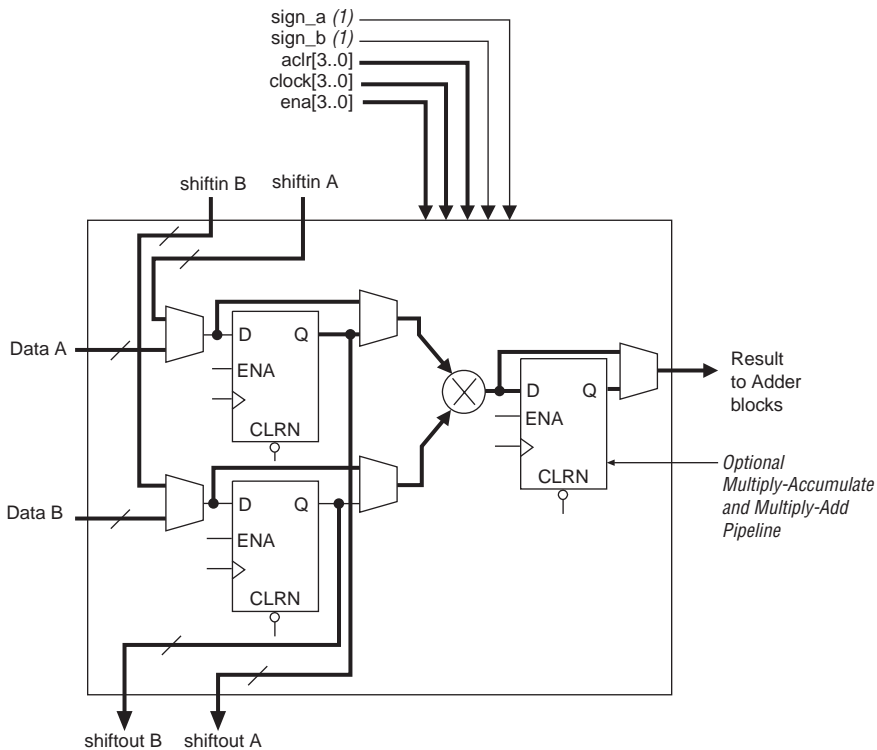 sign_a (1)
sign_b (1)
aclr[3..0]
clock[3..0]
ena[3..0]
shiftin B
shiftin A
Data A
D
Q
ENA
CLRN
Data B
D
Q
ENA
CLRN
D
Q
ENA
CLRN
Result
to Adder
blocks
Optional
Multiply-Accumulate
and Multiply-Add
Pipeline
shiftout B
shiftout A